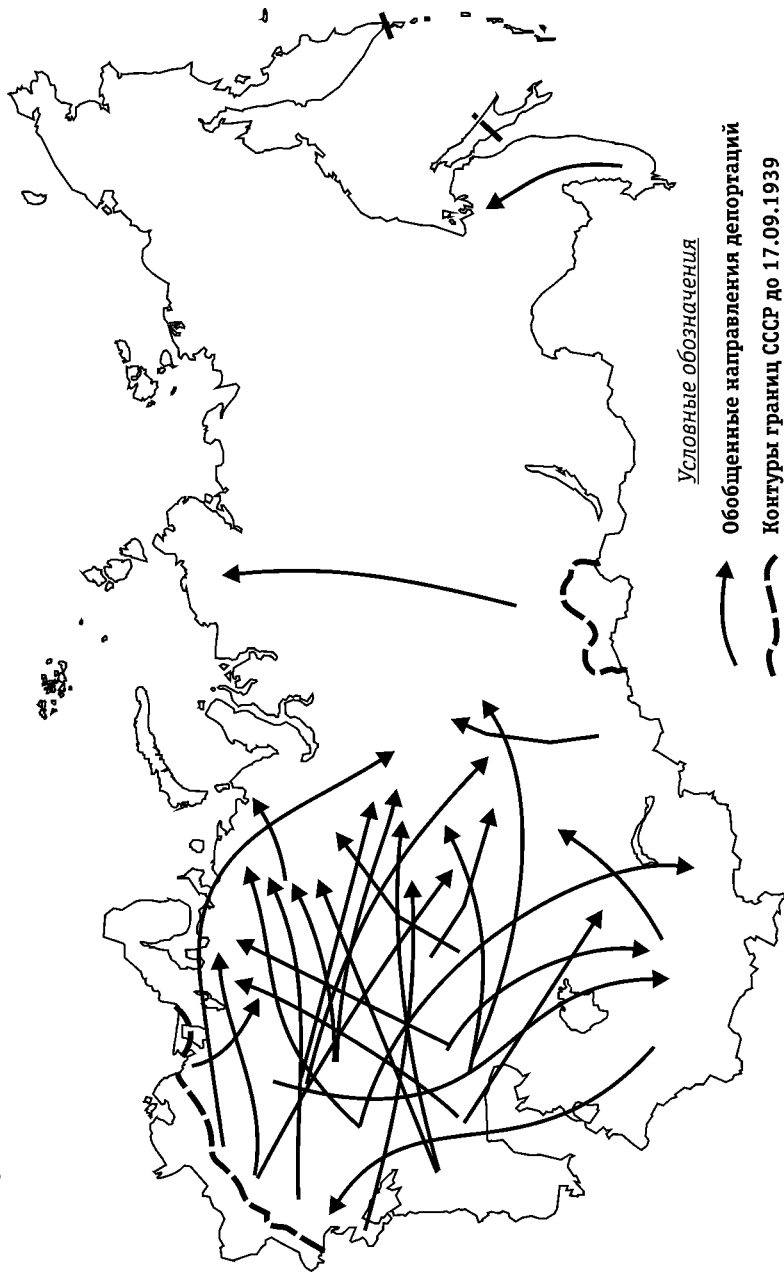 Условные обозначения
Обобщенные направления депортаций
Контуры границ СССР до 17.09.1939